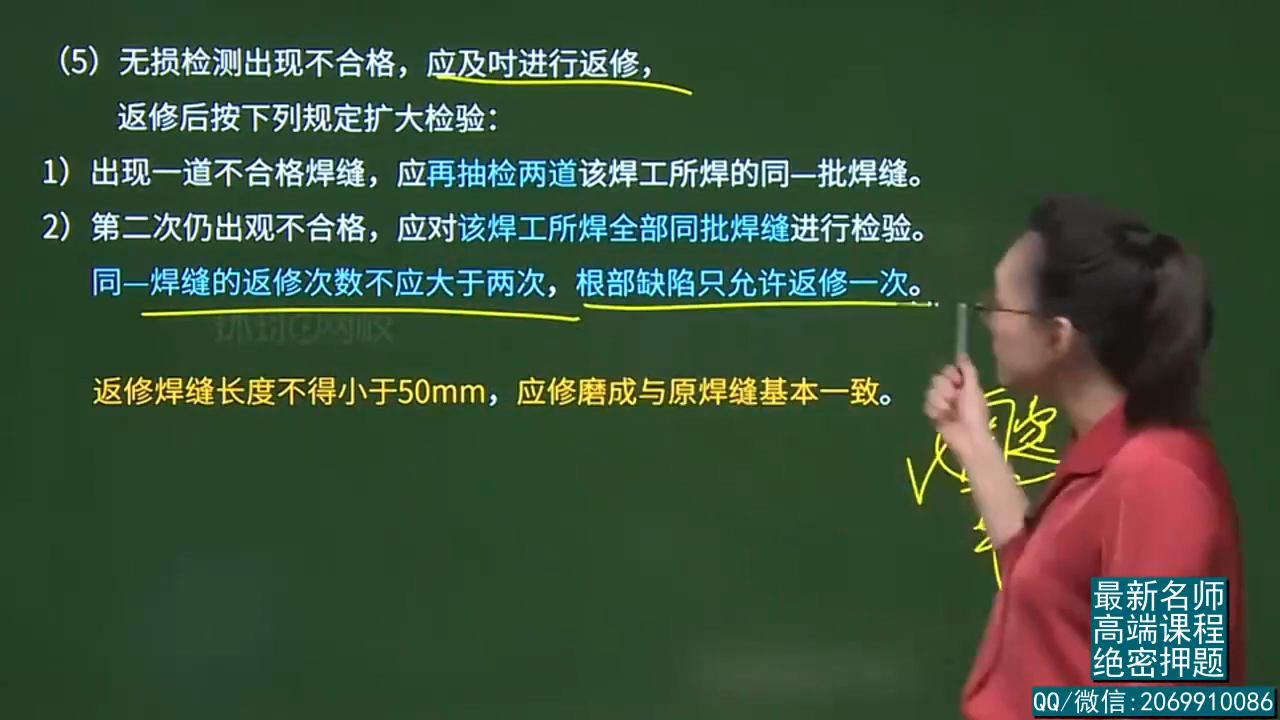 （5）无损检测出现不合格，应及吋进行返修，
返修后按下列规定扩大检验：
1）出现一道不合格焊缝，应再抽检两道该焊工所焊的同—批焊缝。
2）第二次仍出观不合格，应对该焊工所焊全部同批焊缝进行检验。
同—焊缝的返修次数不应大于两次，根部缺陷只允许返修一次。
返修焊缝长度不得小于50mm，应修磨成与原焊缝基本一致。
最新名师
高端课程
绝密押题
QQ/微信:2069910086